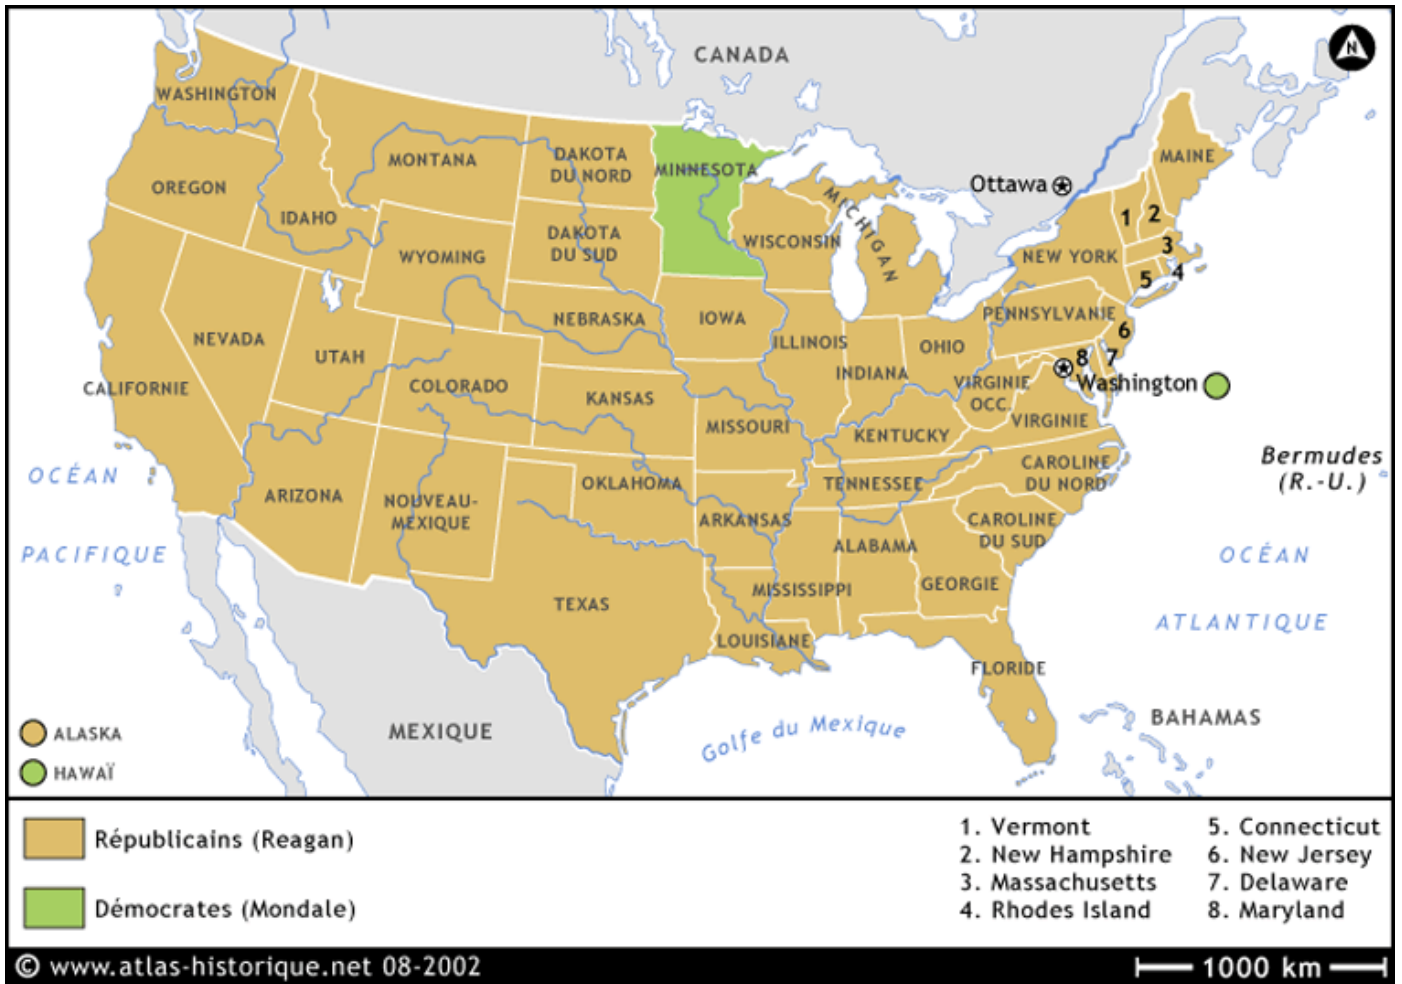 CANADA
N
WASHINGTON
MONTANA
DAKOTA
DU NORD
MINNESOTA
MAINE
OREGON
IDAHO
Ottawa
MICHIGAN
1
2
WYOMING
DAKOTA
DU SUD
WISCONSIN
NEW YORK
3
4
5
NEVADA
NEBRASKA
IOWA
ILLINOIS
INDIANA
OHIO
PENNSYLVANIE
6
UTAH
CALIFORNIE
COLORADO
KANSAS
VIRGINIE
OCC.
8
7
Washington
MISSOURI
KENTUCKY
VIRGINIE
OCÉAN
PACIFIQUE
ARIZONA
NOUVEAU-
MEXIQUE
OKLAHOMA
TENNESSEE
CAROLINE
DU NORD
Bermudes
(R.-U.)
ARKANSAS
ALABAMA
CAROLINE
DU SUD
OCÉAN
ATLANTIQUE
TEXAS
MISSISSIPPI
GEORGIE
LOUISIANE
FLORIDE
MEXIQUE
Golfe du Mexique
BAHAMAS
ALASKA
HAWAÏ
Républicains (Reagan)
Démocrates (Mondale)
1. Vermont
2. New Hampshire
3. Massachusetts
4. Rhodes Island
5. Connecticut
6. New Jersey
7. Delaware
8. Maryland
© www.atlas-historique.net 08-2002
1000 km